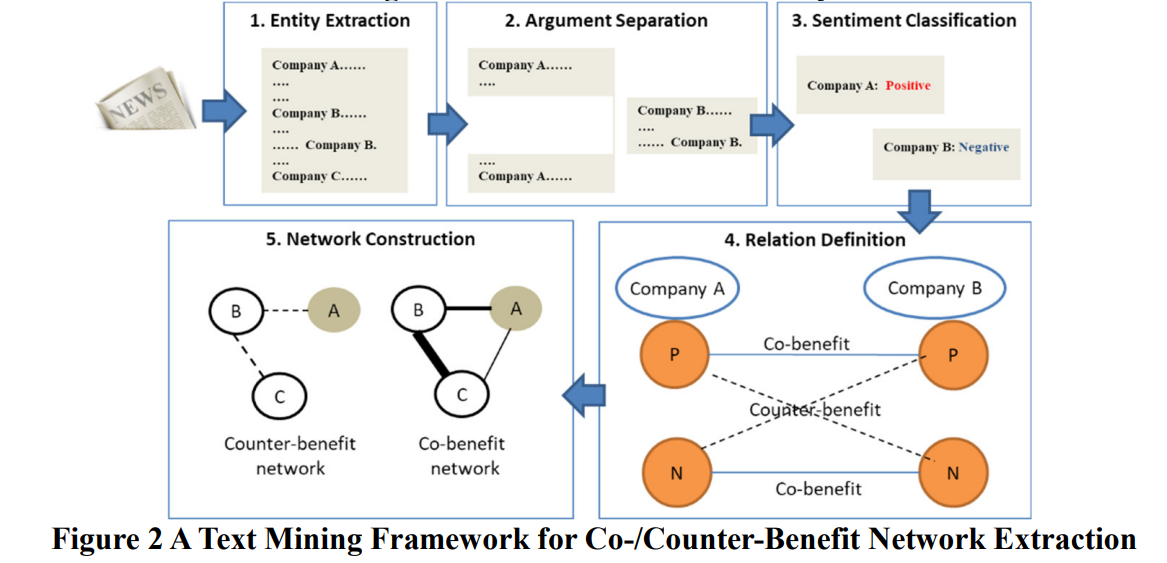 NEWS
1. Entity Extraction
Company A......
....
....
Company B......
....
...... Company B.
....
Company C......
2. Argument Separation
Company A......
....
....
Company A......
Company B......
....
...... Company B.
3. Sentiment Classification
Company A: Positive
Company B: Negative
4. Relation Definition
Company A
Company B
P
Co-benefit
P
Counter-benefit
N
Co-benefit
N
5. Network Construction
B
A
C
Counter-benefit
network
B
A
C
Co-benefit
network
Figure 2 A Text Mining Framework for Co-/Counter-Benefit Network Extraction